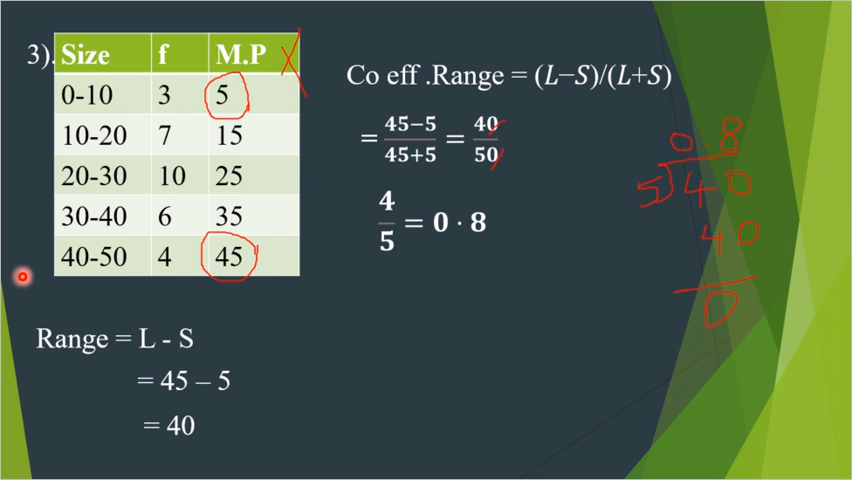 3). Size f M.P X
0-10 3 5
10-20 7 15
20-30 10 25
30-40 6 35
40-50 4 45
Range = L - S
= 45 – 5
= 40
Co eff .Range = (L−S)/(L+S)
= 45−5/45+5 = 40/50
4/5 = 0 · 8
0.8
5)40
40
0